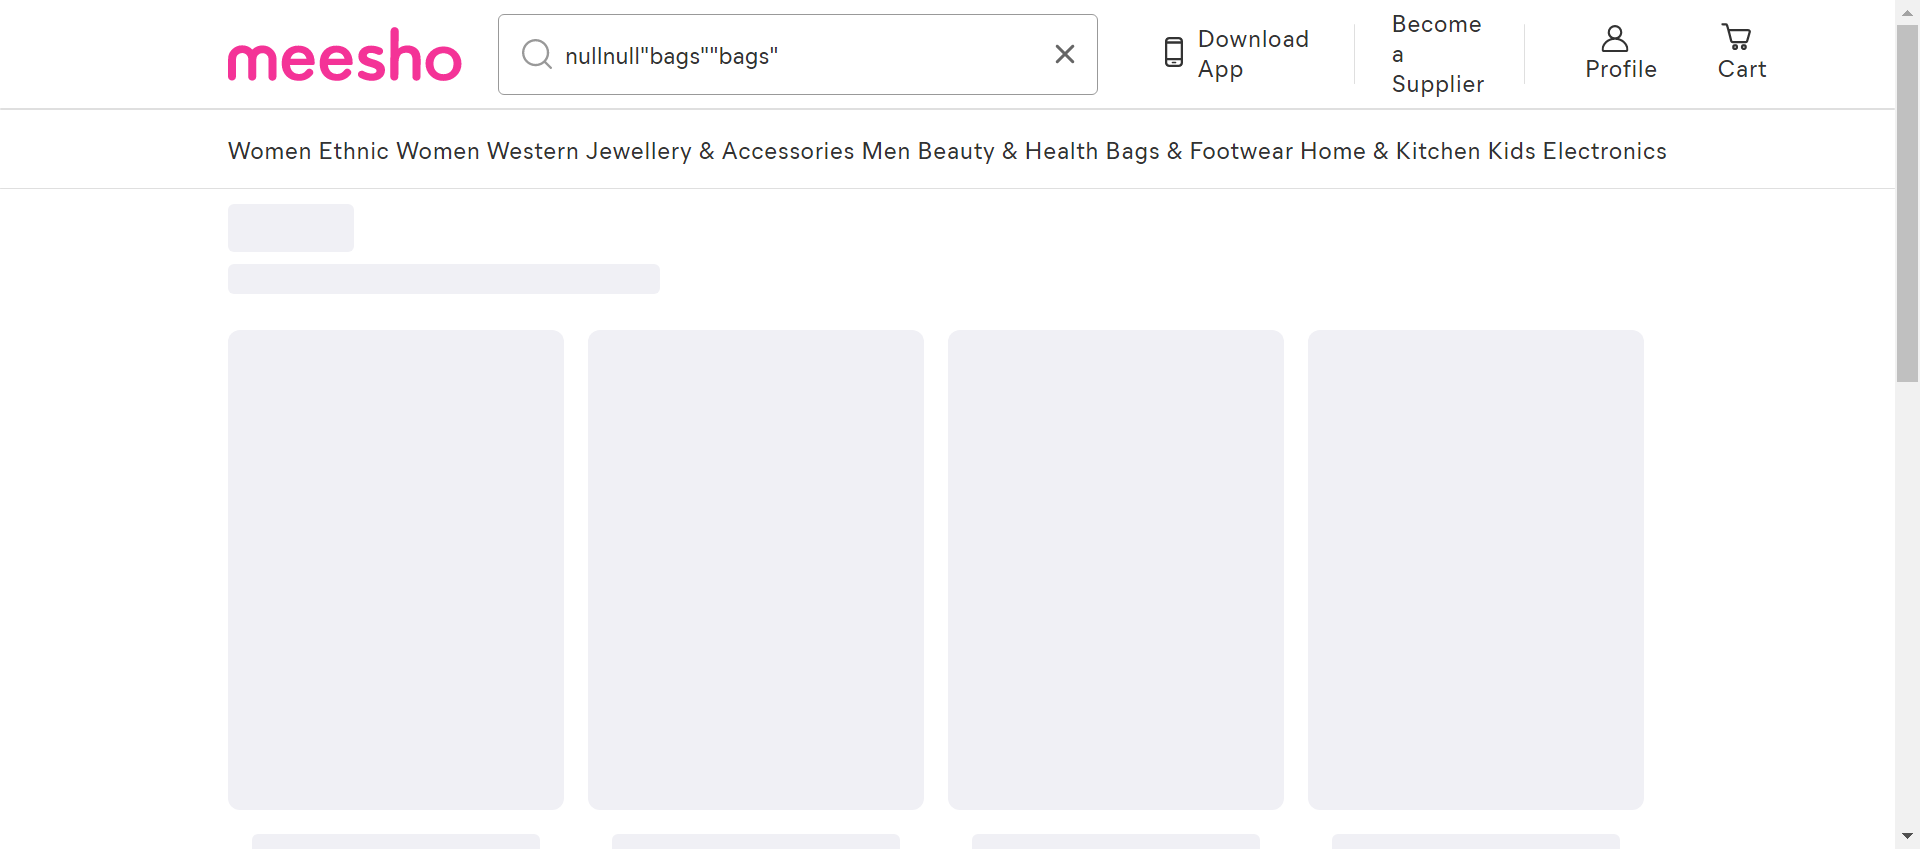 meesho
nullnull"bags""bags"
Download
App
Become
a
Supplier
Profile
Cart
Women Ethnic Women Western Jewellery & Accessories Men Beauty & Health Bags & Footwear Home & Kitchen Kids Electronics